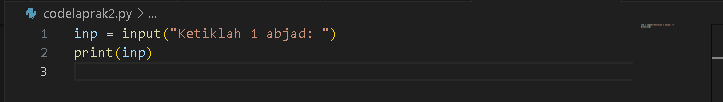 codelaprak2.py > ...
1 inp = input("Ketiklah 1 abjad: ")
2 print(inp)
3